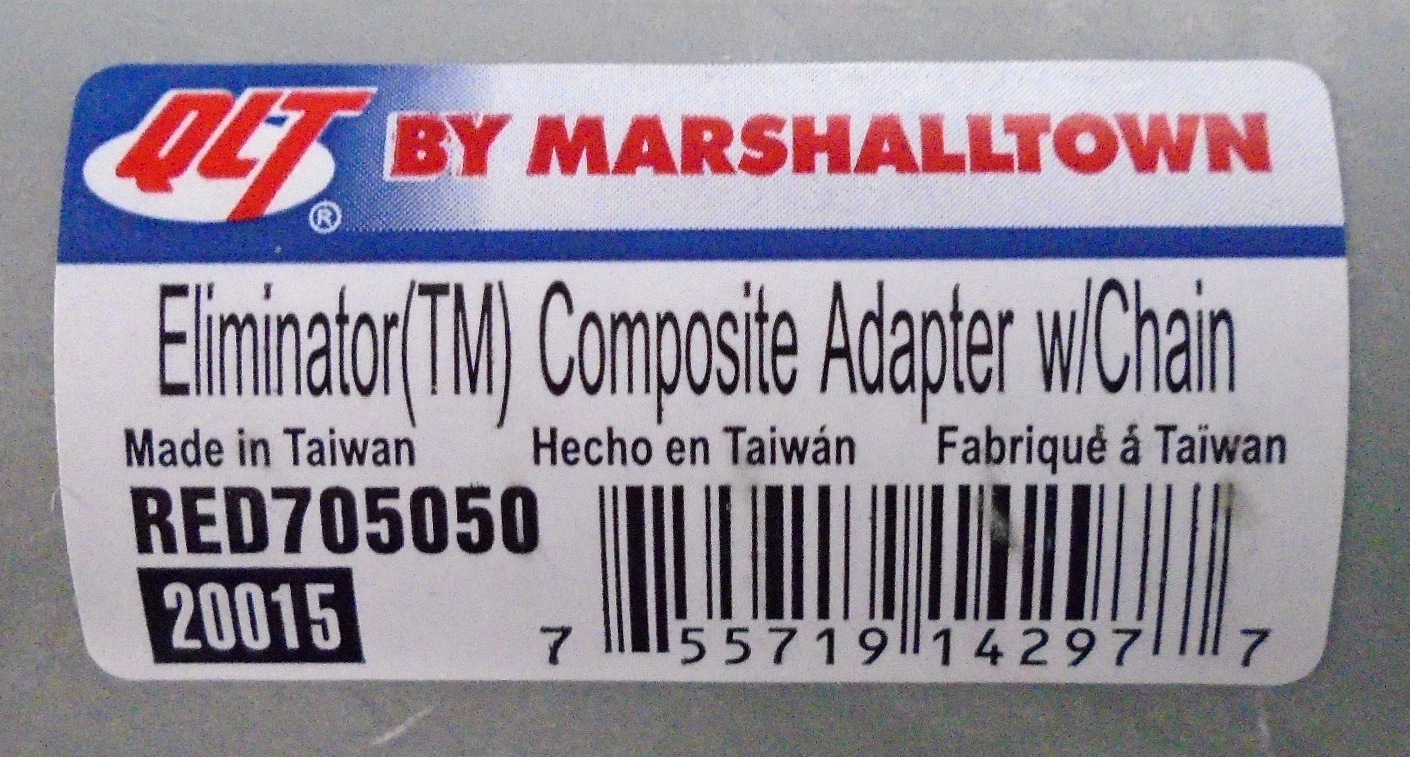 QLT® BY MARSHALLTOWN
Eliminator(TM) Composite Adapter w/Chain
Made in Taiwan Hecho en Taiwán Fabriqué á Taïwan
RED705050
20015
7 55719 14297 7